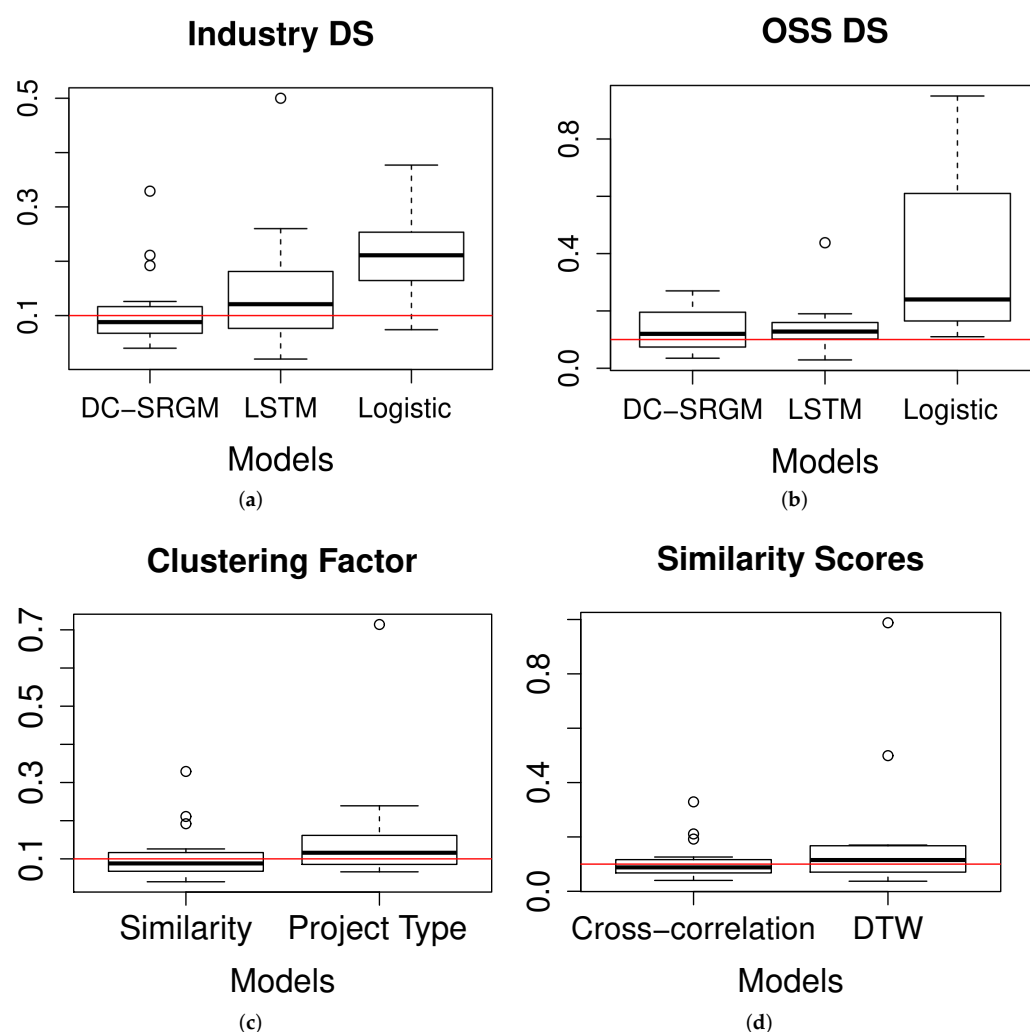 Industry DS
0.5
0.3
0.1
DC−SRGM LSTM Logistic
Models
(a)
OSS DS
0.8
0.4
0.0
DC−SRGM LSTM Logistic
Models
(b)
Clustering Factor
0.7
0.5
0.3
0.1
Similarity Project Type
Models
(c)
Similarity Scores
0.8
0.4
0.0
Cross−correlation DTW
Models
(d)